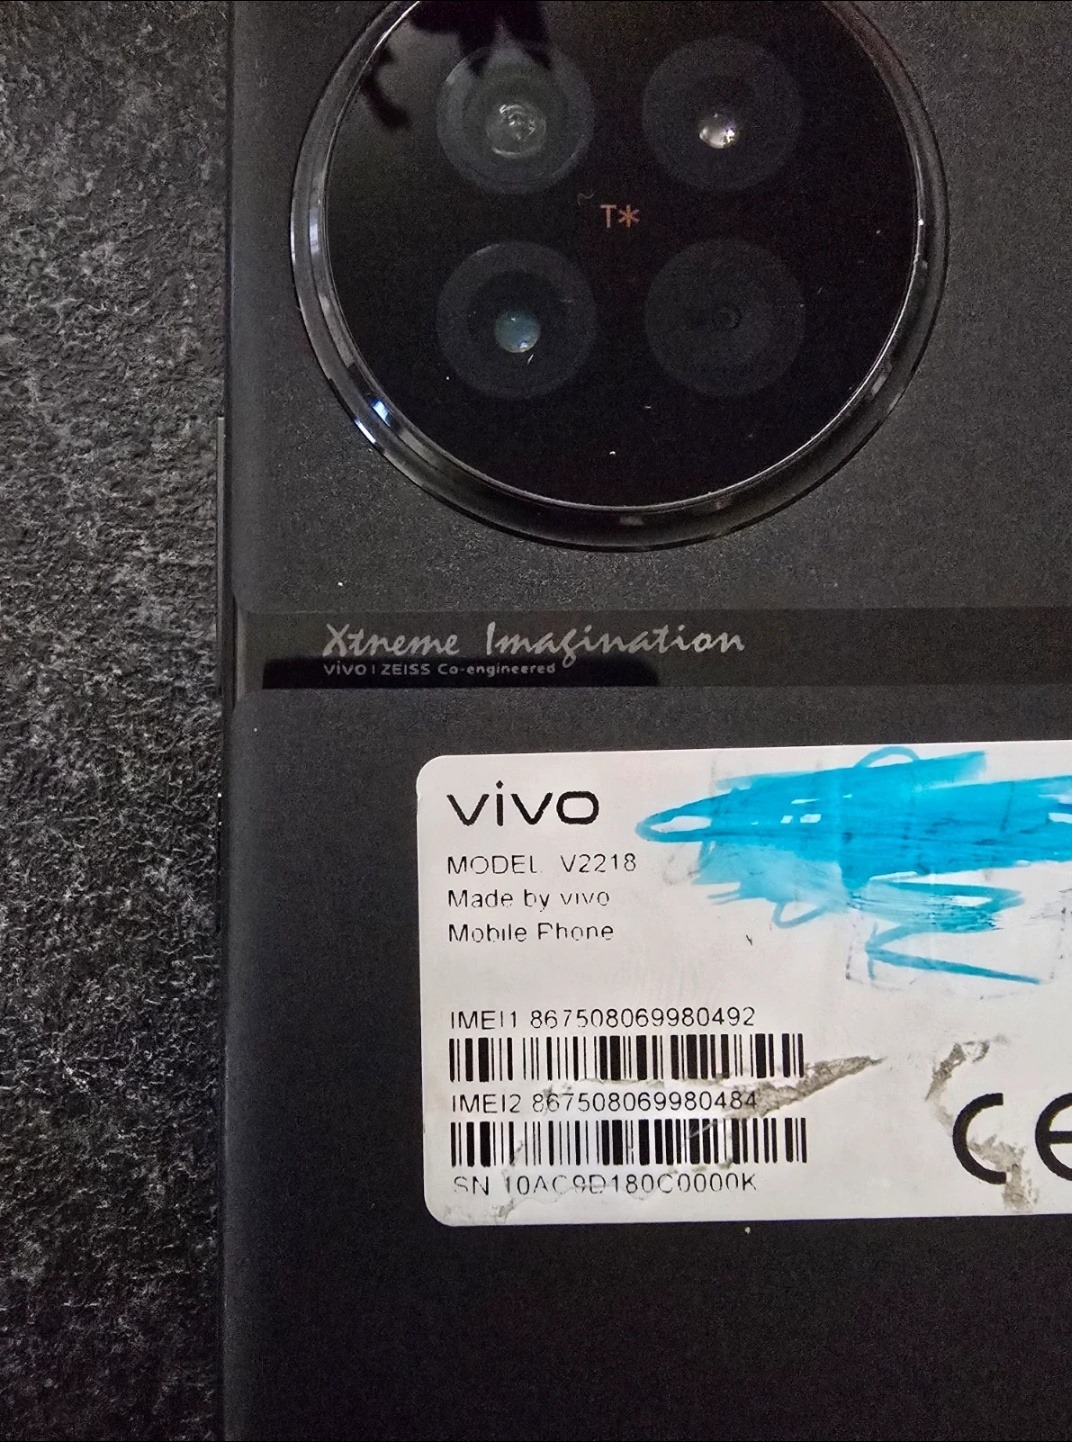 T*
Xtreme Imagination
vivo | ZEISS Co-engineered
vivo
MODEL V2218
Made by vivo
Mobile Phone
IMEI1 867508069980492
IMEI2 867508069980484
SN 10AC9D180C0000K
CE